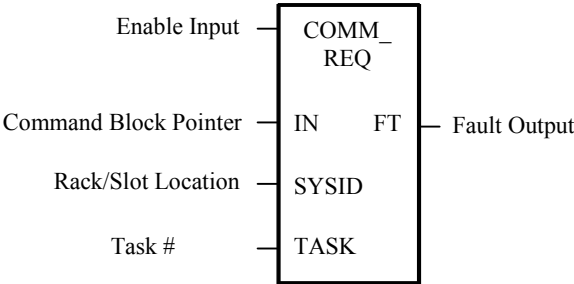 Enable Input
COMM_
REQ
Command Block Pointer
IN
FT
Fault Output
Rack/Slot Location
SYSID
Task #
TASK